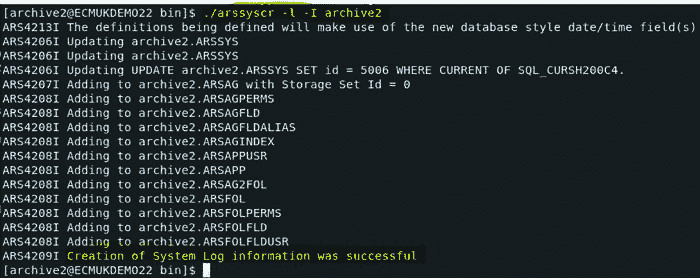 [archive2@ECMUKDEMO22 bin]$ ./arssyscr -l -I archive2
ARS4213I The definitions being defined will make use of the new database style date/time field(s)
ARS4206I Updating archive2.ARSSYS
ARS4206I Updating archive2.ARSSYS
ARS4206I Updating UPDATE archive2.ARSSYS SET id = 5006 WHERE CURRENT OF SQL_CURSH200C4.
ARS4207I Adding to archive2.ARSAG with Storage Set Id = 0
ARS4208I Adding to archive2.ARSAGPERMS
ARS4208I Adding to archive2.ARSAGFLD
ARS4208I Adding to archive2.ARSAGFLDALIAS
ARS4208I Adding to archive2.ARSAGINDEX
ARS4208I Adding to archive2.ARSAPPUSR
ARS4208I Adding to archive2.ARSAPP
ARS4208I Adding to archive2.ARSAG2FOL
ARS4208I Adding to archive2.ARSFOL
ARS4208I Adding to archive2.ARSFOLPERMS
ARS4208I Adding to archive2.ARSFOLFLD
ARS4208I Adding to archive2.ARSFOLFLDUSR
ARS4209I Creation of System Log information was successful
[archive2@ECMUKDEMO22 bin]$